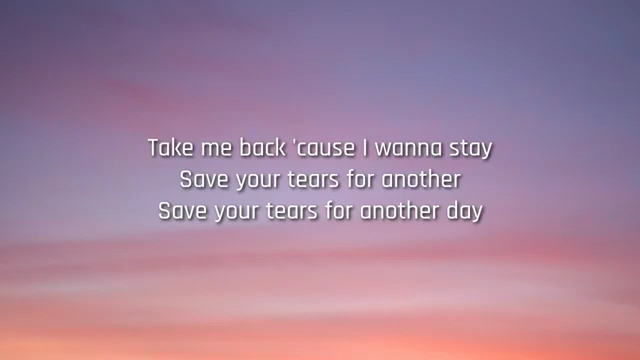 Take me back 'cause I wanna stay
Save your tears for another
Save your tears for another day